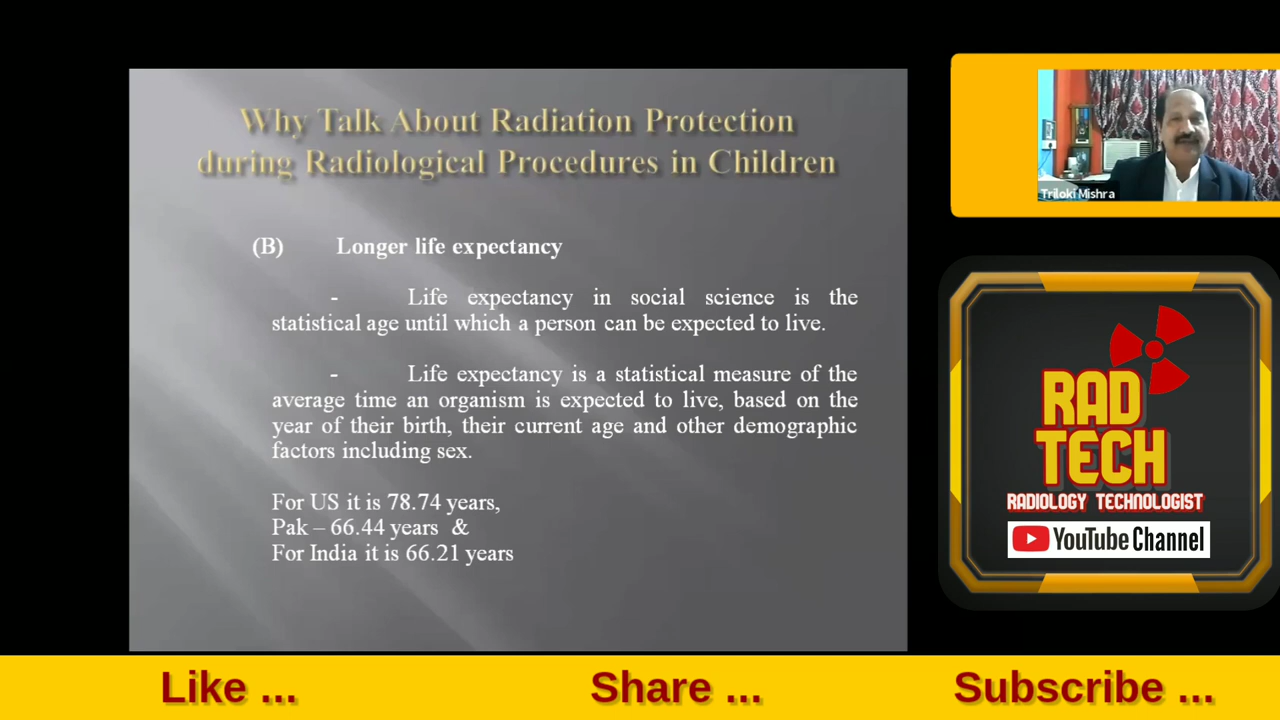 Why Talk About Radiation Protection
during Radiological Procedures in Children
(B) Longer life expectancy
- Life expectancy in social science is the
statistical age until which a person can be expected to live.
- Life expectancy is a statistical measure of the
average time an organism is expected to live, based on the
year of their birth, their current age and other demographic
factors including sex.
For US it is 78.74 years,
Pak – 66.44 years &
For India it is 66.21 years
Triloki Mishra
RAD
TECH
RADIOLOGY TECHNOLOGIST
YouTube Channel
Like ... Share ... Subscribe ...